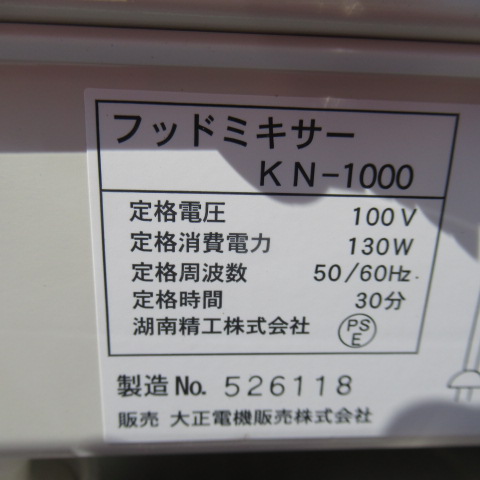 フッドミキサー
KN-1000
定格電圧 100V
定格消費電力 130W
定格周波数 50/60Hz
定格時間 30分
湖南精工株式会社 PSE
製造No. 526118
販売 大正電機販売株式会社